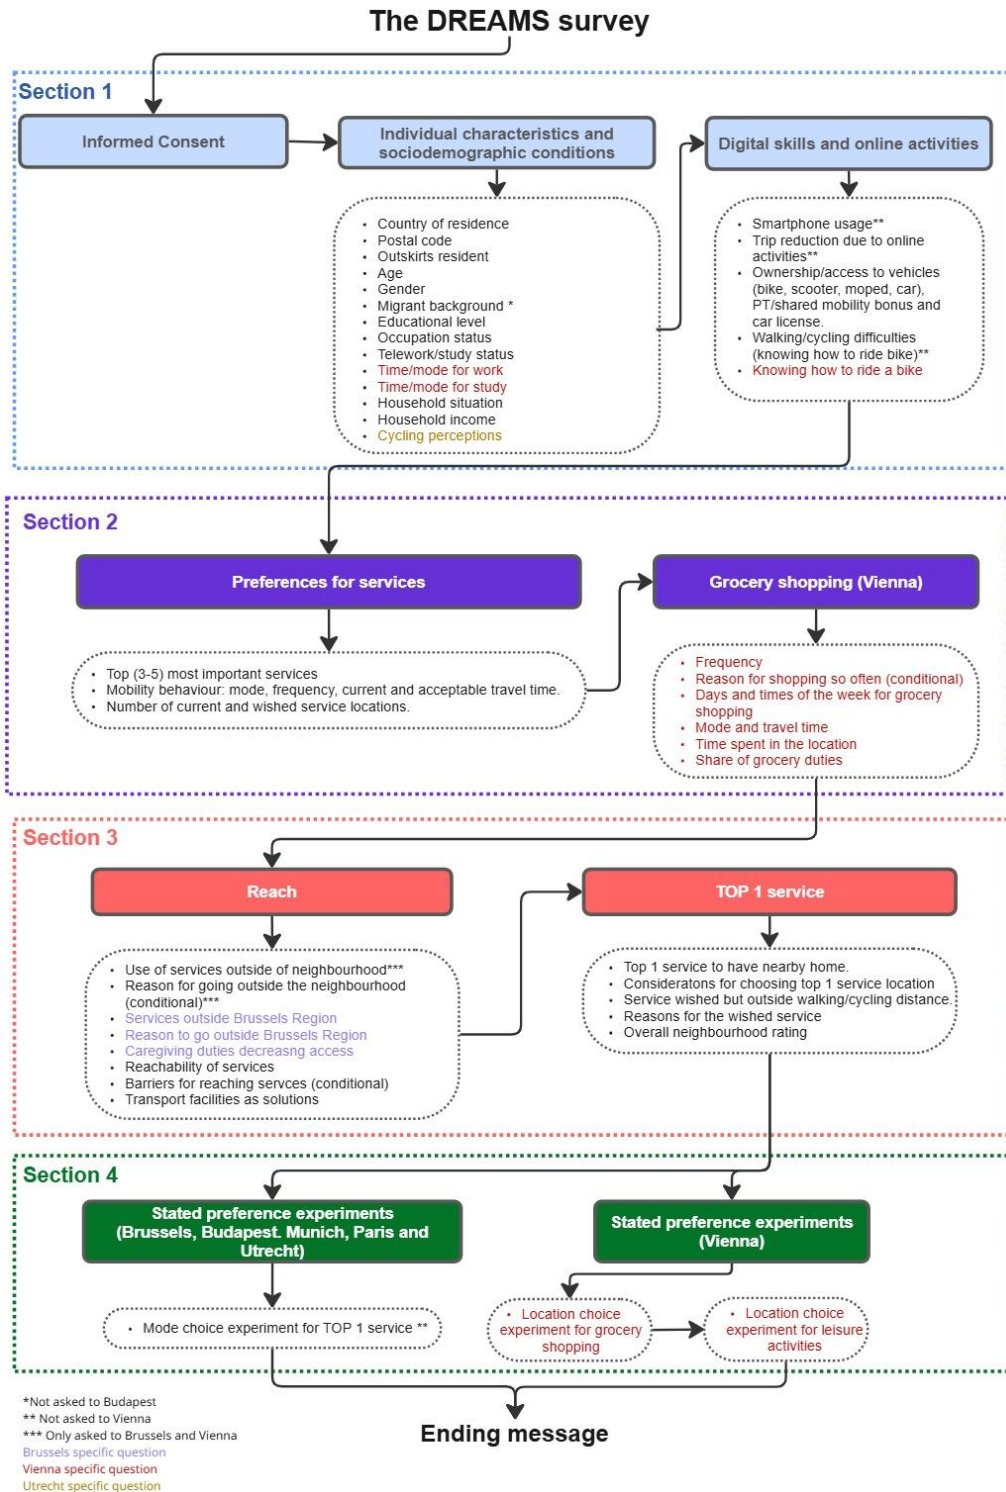 The DREAMS survey
Section 1
Informed Consent
Individual characteristics and
sociodemographic conditions
Digital skills and online activities
• Country of residence
• Postal code
• Outskirts resident
• Age
• Gender
• Migrant background *
• Educational level
• Occupation status
• Telework/study status
• Time/mode for work
• Time/mode for study
• Household situation
• Household income
• Cycling perceptions
• Smartphone usage**
• Trip reduction due to online
activities**
• Ownership/access to vehicles
(bike, scooter, moped, car),
PT/shared mobility bonus and
car license.
• Walking/cycling difficulties
(knowing how to ride bike)**
• Knowing how to ride a bike
Section 2
Preferences for services
Grocery shopping (Vienna)
• Top (3-5) most important services
• Mobility behaviour: mode, frequency, current and acceptable travel time.
• Number of current and wished service locations.
• Frequency
• Reason for shopping so often (conditional)
• Days and times of the week for grocery
shopping
• Mode and travel time
• Time spent in the location
• Share of grocery duties
Section 3
Reach
TOP 1 service
• Use of services outside of neighbourhood***
• Reason for going outside the neighbourhood
(conditional)***
• Services outside Brussels Region
• Reason to go outside Brussels Region
• Caregiving duties decreasng access
• Reachability of services
• Barriers for reaching servces (conditional)
• Transport facilities as solutions
• Top 1 service to have nearby home.
• Consideratons for choosing top 1 service location
• Service wished but outside walking/cycling distance.
• Reasons for the wished service
• Overall neighbourhood rating
Section 4
Stated preference experiments
(Brussels, Budapest. Munich, Paris and
Utrecht)
Stated preference experiments
(Vienna)
• Mode choice experiment for TOP 1 service **
• Location choice
experiment for grocery
shopping
• Location choice
experiment for leisure
activities
Ending message
*Not asked to Budapest
** Not asked to Vienna
*** Only asked to Brussels and Vienna
Brussels specific question
Vienna specific question
Utrecht specific question